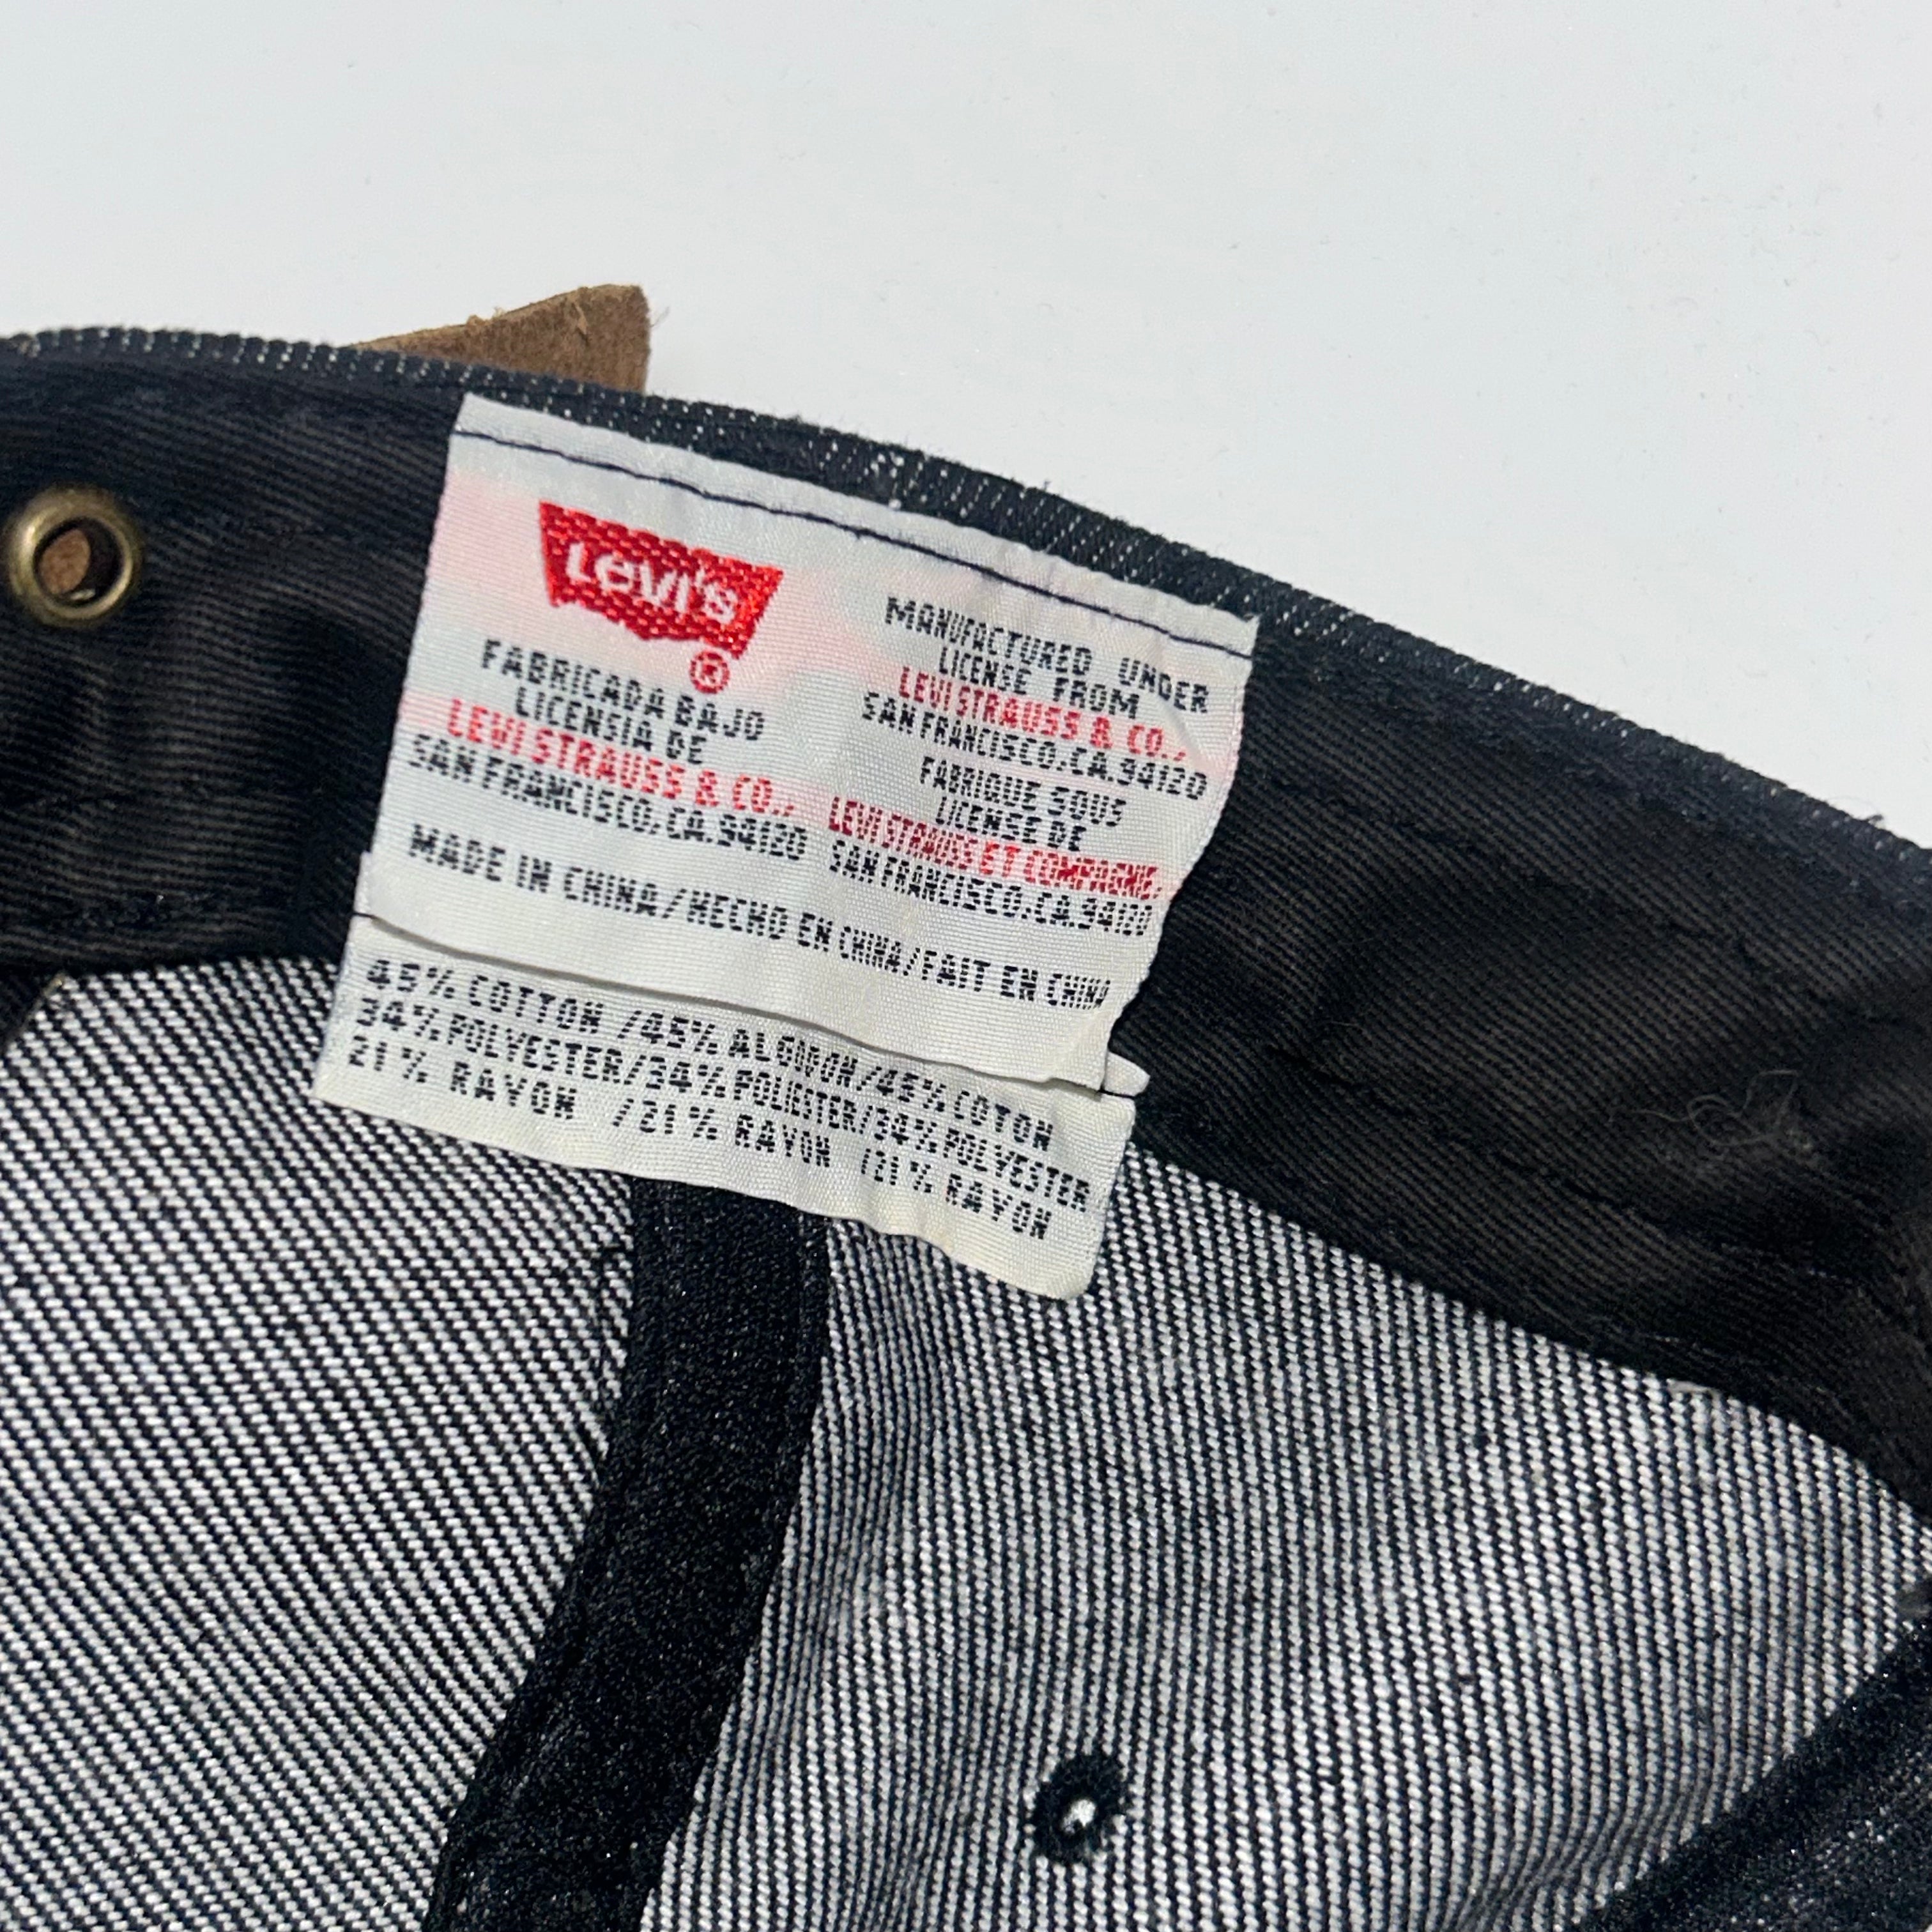 Levi's
®
FABRICADA BAJO
LICENSIA DE
LEVI STRAUSS & CO.,
SAN FRANCISCO, CA. 94120
MANUFACTURED UNDER
LICENSE FROM
LEVI STRAUSS & CO.,
SAN FRANCISCO, CA. 94120
FABRIQUE SOUS
LICENSE DE
LEVI STRAUSS ET COMPAGNIE,
SAN FRANCISCO, CA. 94120
MADE IN CHINA/HECHO EN CHINA/FAIT EN CHINA
45% COTTON /45% ALGODON/45% COTON
34% POLYESTER/34% POLIESTER/34% POLYESTER
21% RAYON /21% RAYON /21% RAYON